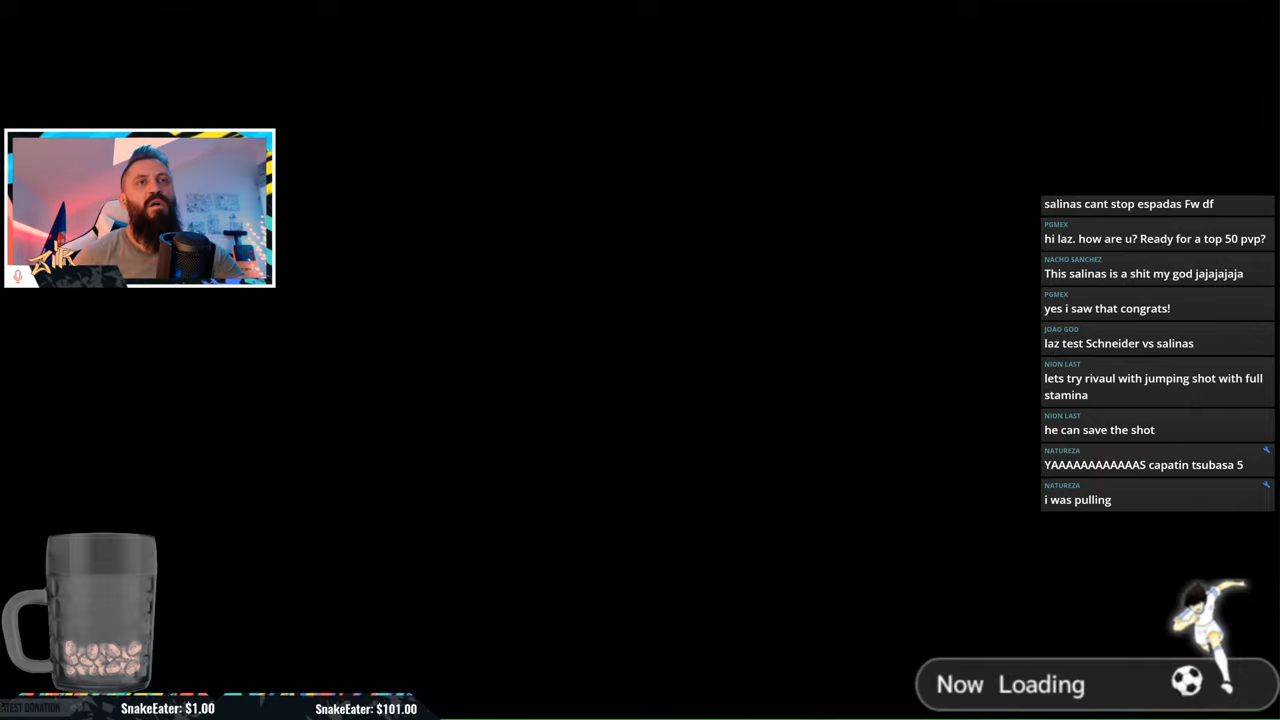 salinas cant stop espadas Fw df
PGMEX
hi laz. how are u? Ready for a top 50 pvp?
NACHO SANCHEZ
This salinas is a shit my god jajajajaja
PGMEX
yes i saw that congrats!
JOAO GOD
laz test Schneider vs salinas
NION LAST
lets try rivaul with jumping shot with full
stamina
NION LAST
he can save the shot
NATUREZA
YAAAAAAAAAAAAS capatin tsubasa 5
NATUREZA
i was pulling
Now Loading
TEST DONATION
SnakeEater: $1.00
SnakeEater: $101.00